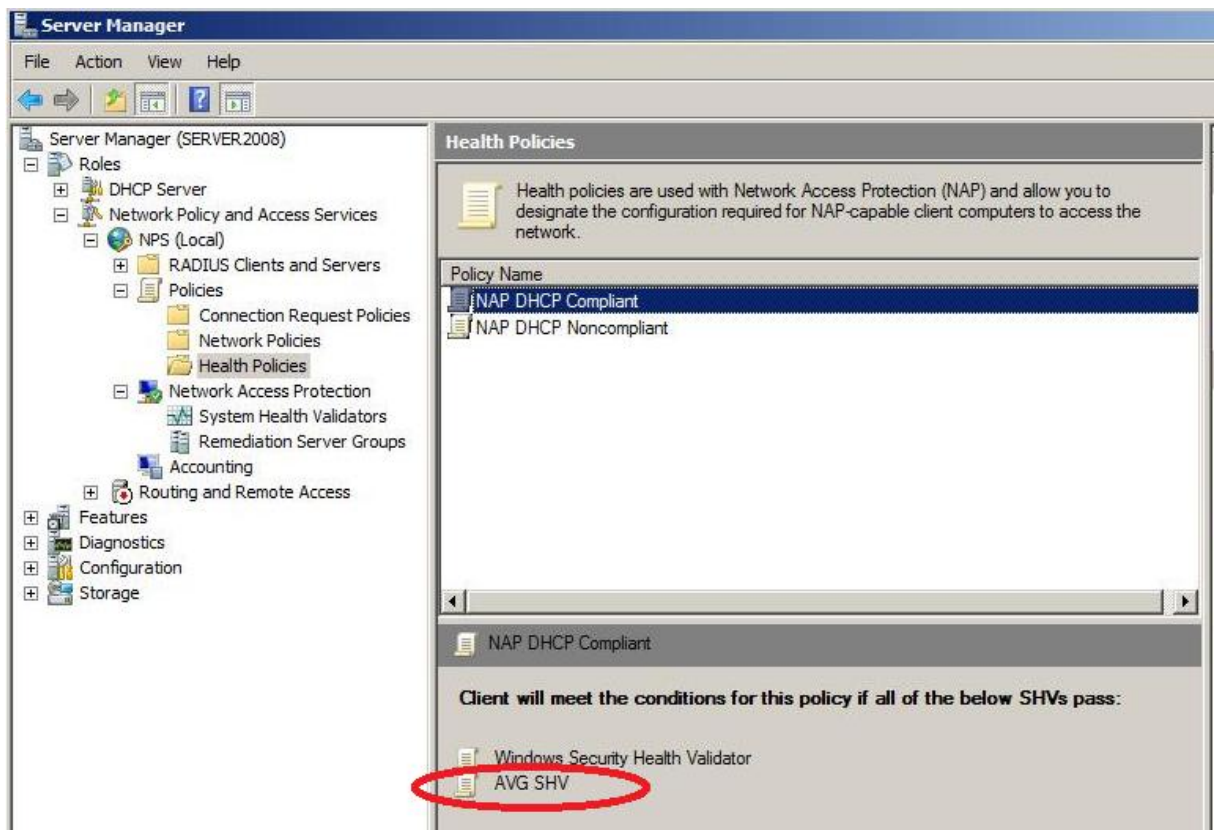 Server Manager
File Action View Help
Server Manager (SERVER2008)
Roles
DHCP Server
Network Policy and Access Services
NPS (Local)
RADIUS Clients and Servers
Policies
Connection Request Policies
Network Policies
Health Policies
Network Access Protection
System Health Validators
Remediation Server Groups
Accounting
Routing and Remote Access
Features
Diagnostics
Configuration
Storage
Health Policies
Health policies are used with Network Access Protection (NAP) and allow you to
designate the configuration required for NAP-capable client computers to access the
network.
Policy Name
NAP DHCP Compliant
NAP DHCP Noncompliant
NAP DHCP Compliant
Client will meet the conditions for this policy if all of the below SHVs pass:
Windows Security Health Validator
AVG SHV